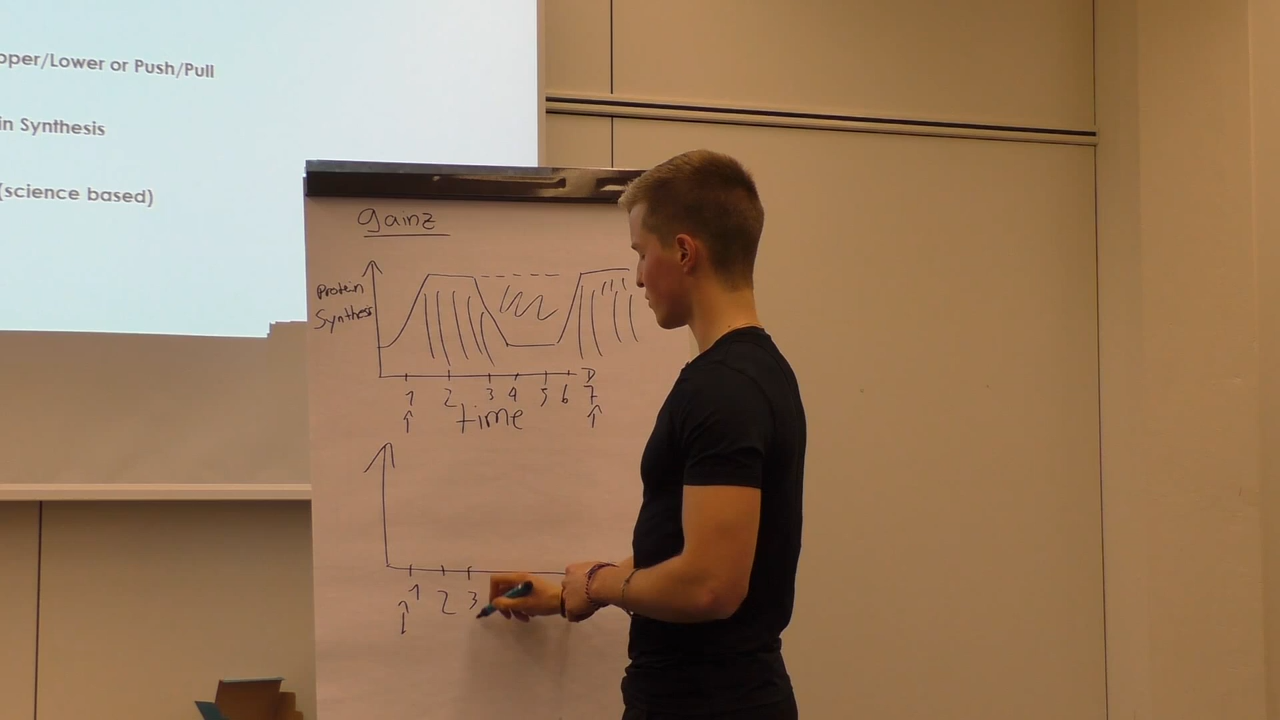 pper/Lower or Push/Pull
in Synthesis
(science based)
gainz
Protein
Synthesis
1 2 3 4 5 6 7
time
1 2 3